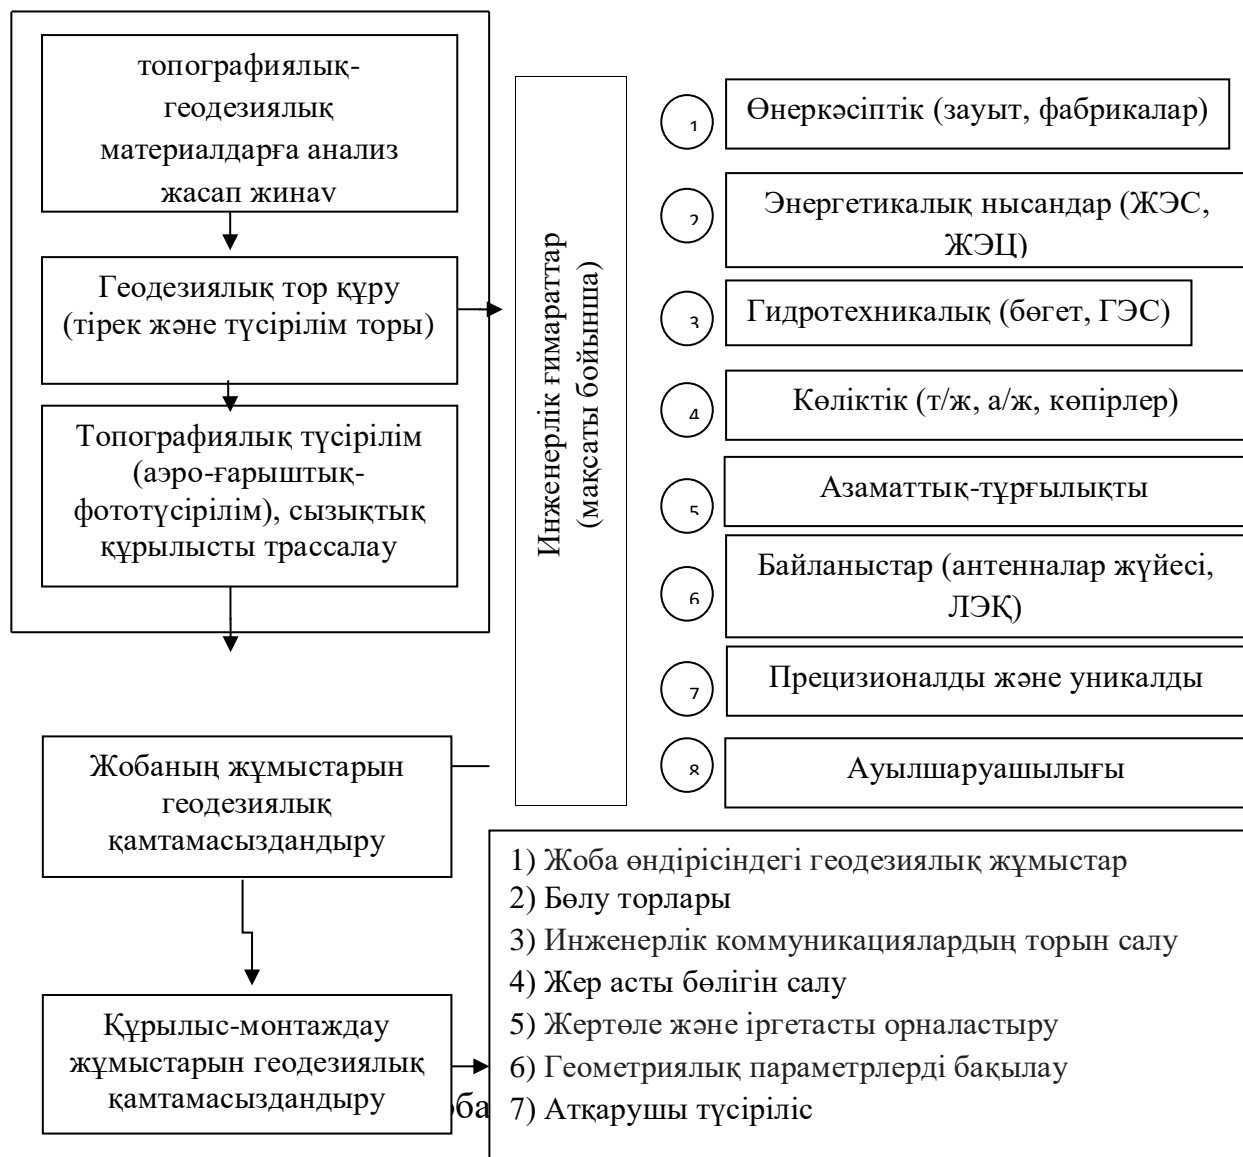 топографиялық-
геодезиялық
материалдарға анализ
жасап жинау
Геодезиялық тор құру
(тірек және түсірілім торы)
Топографиялық түсірілім
(аэро-ғарыштық-
фототүсірілім), сызықтық
құрылысты трассалау
Жобаның жұмыстарын
геодезиялық
қамтамасыздандыру
Құрылыс-монтаждау
жұмыстарын геодезиялық
қамтамасыздандыру
Инженерлік ғимараттар
(мақсаты бойынша)
1
Өнеркәсіптік (зауыт, фабрикалар)
2
Энергетикалық нысандар (ЖЭС,
ЖЭЦ)
3
Гидротехникалық (бөгет, ГЭС)
4
Көліктік (т/ж, а/ж, көпірлер)
5
Азаматтық-тұрғылықты
6
Байланыстар (антенналар жүйесі,
ЛЭҚ)
7
Прецизионалды және уникалды
8
Ауылшаруашылығы
1) Жоба өндірісіндегі геодезиялық жұмыстар
2) Бөлу торлары
3) Инженерлік коммуникациялардың торын салу
4) Жер асты бөлігін салу
5) Жертөле және іргетасты орналастыру
6) Геометриялық параметрлерді бақылау
7) Атқарушы түсіріліс